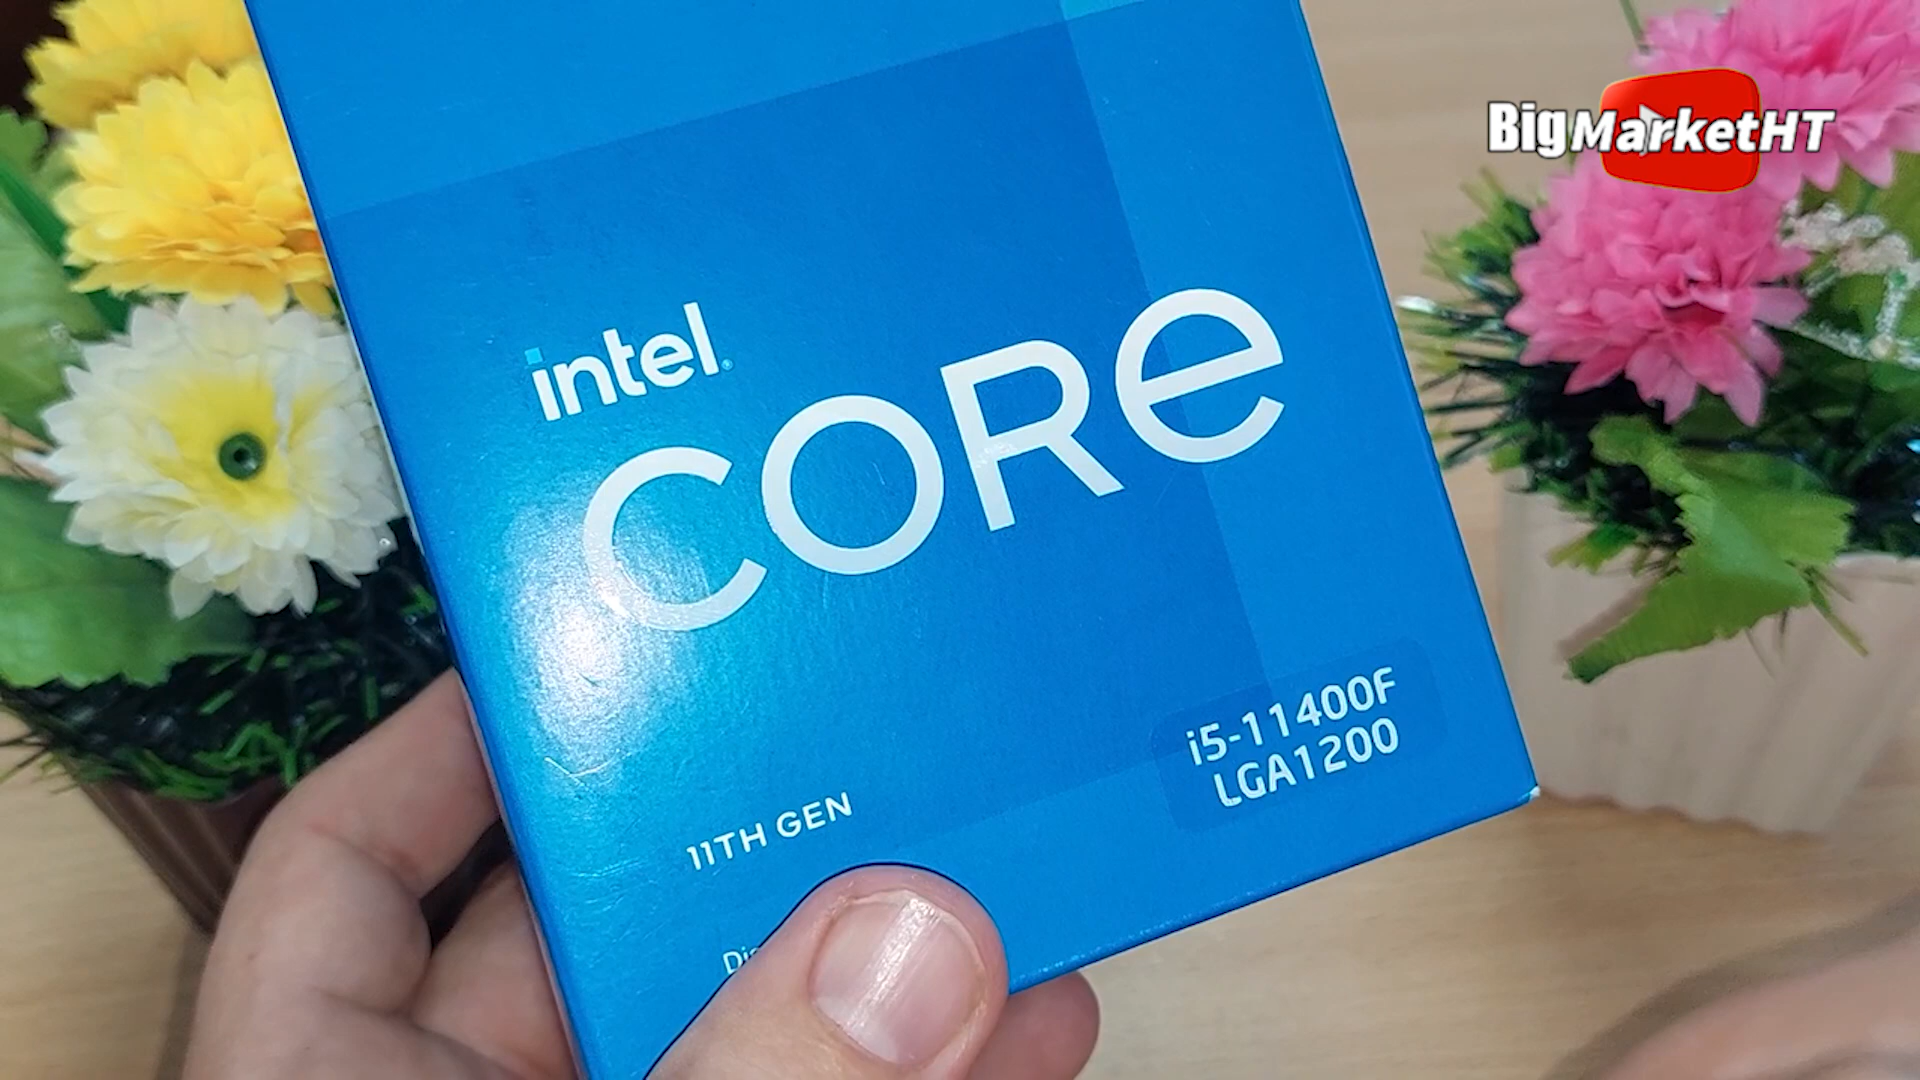 BigMarketHT
intel
CORE
i5-11400F
LGA1200
11TH GEN